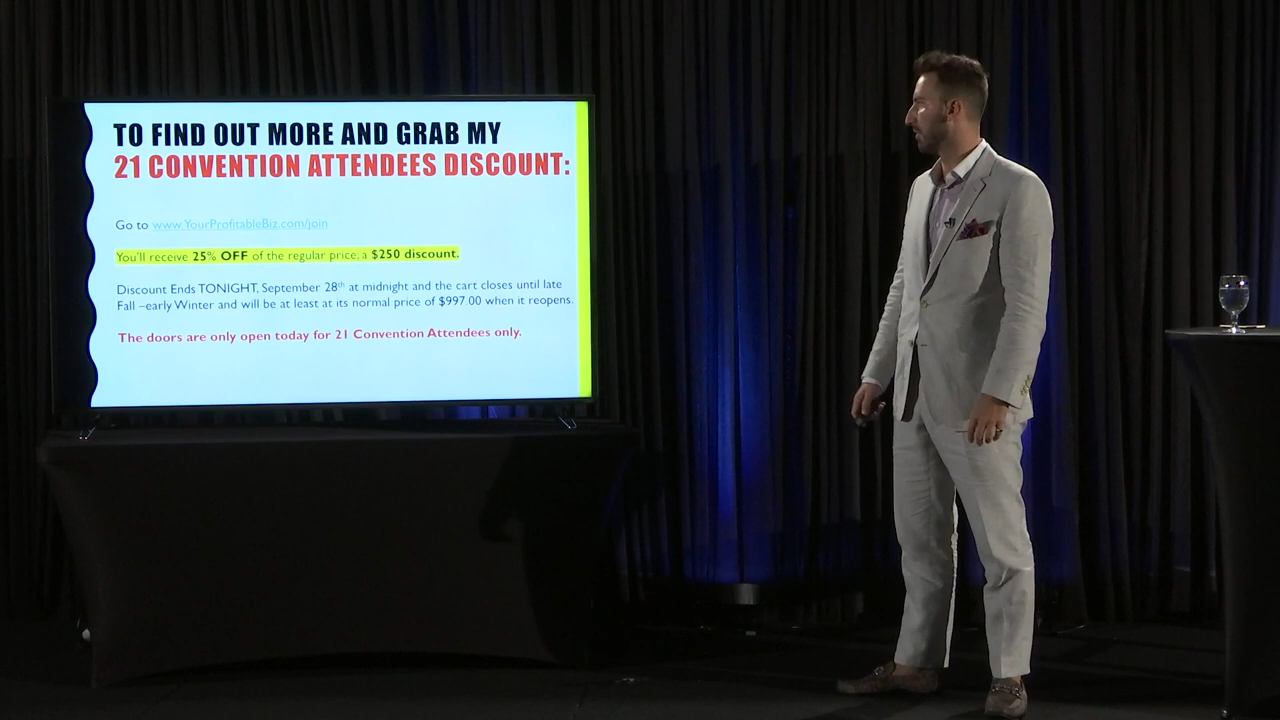 TO FIND OUT MORE AND GRAB MY
21 CONVENTION ATTENDEES DISCOUNT:
Go to www.YourProfitableBiz.com/join
You'll receive 25% OFF of the regular price; a $250 discount.
Discount Ends TONIGHT, September 28th at midnight and the cart closes until late
Fall –early Winter and will be at least at its normal price of $997.00 when it reopens.
The doors are only open today for 21 Convention Attendees only.